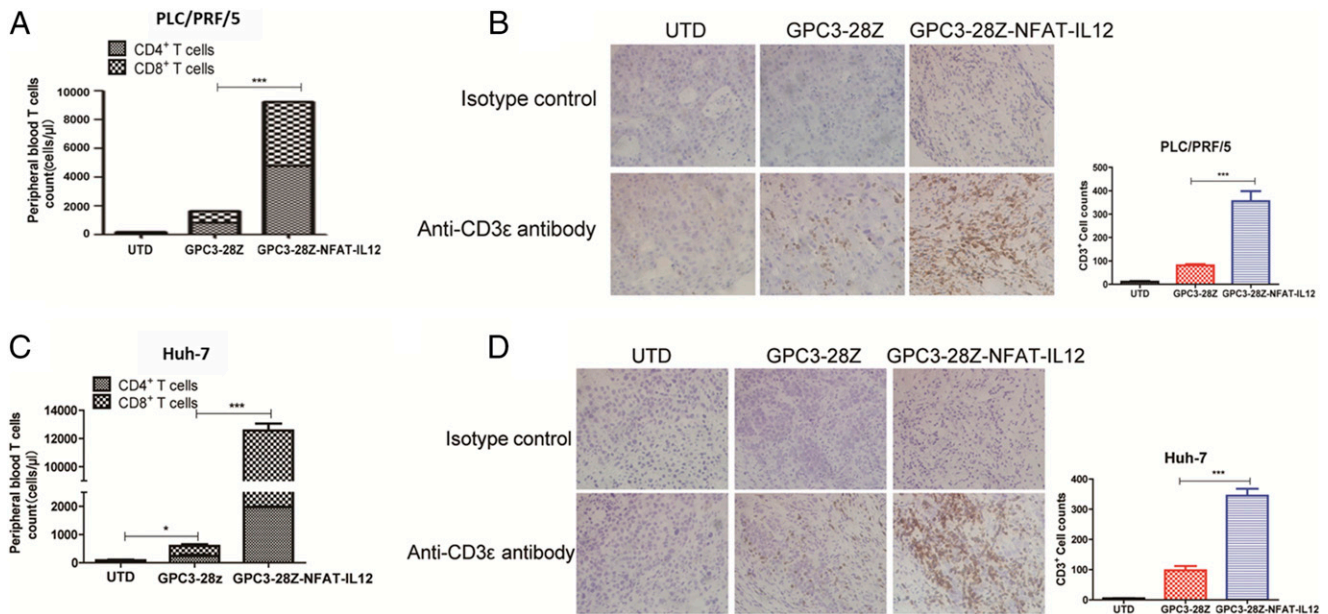 A
PLC/PRF/5
CD4⁺ T cells
CD8⁺ T cells
***
Peripheral blood T cells
count(cells/μl)
10000
8000
6000
4000
2000
0
UTD
GPC3-28Z
GPC3-28Z-NFAT-IL12
B
UTD
GPC3-28Z
GPC3-28Z-NFAT-IL12
Isotype control
Anti-CD3ε antibody
PLC/PRF/5
***
CD3⁺ Cell counts
500
400
300
200
100
0
UTD
GPC3-28Z
GPC3-28Z-NFAT-IL12
C
Huh-7
CD4⁺ T cells
CD8⁺ T cells
***
*
Peripheral blood T cells
count(cells/μl)
14000
12000
10000
2000
1000
0
UTD
GPC3-28z
GPC3-28Z-NFAT-IL12
D
UTD
GPC3-28Z
GPC3-28Z-NFAT-IL12
Isotype control
Anti-CD3ε antibody
Huh-7
***
CD3⁺ Cell counts
400
300
200
100
0
UTD
GPC3-28Z
GPC3-28Z-NFAT-IL12